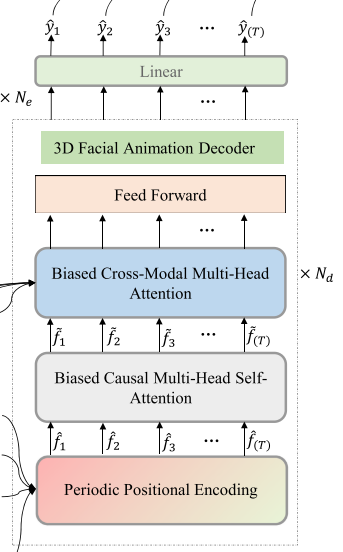 ŷ₁ ŷ₂ ŷ₃ ... ŷ₍T₎
Linear
× Nₑ
...
3D Facial Animation Decoder
Feed Forward
...
Biased Cross-Modal Multi-Head
Attention
× N_d
f̃₁ f̃₂ f̃₃ ... f̃₍T₎
Biased Causal Multi-Head Self-
Attention
f̂₁ f̂₂ f̂₃ ... f̂₍T₎
Periodic Positional Encoding